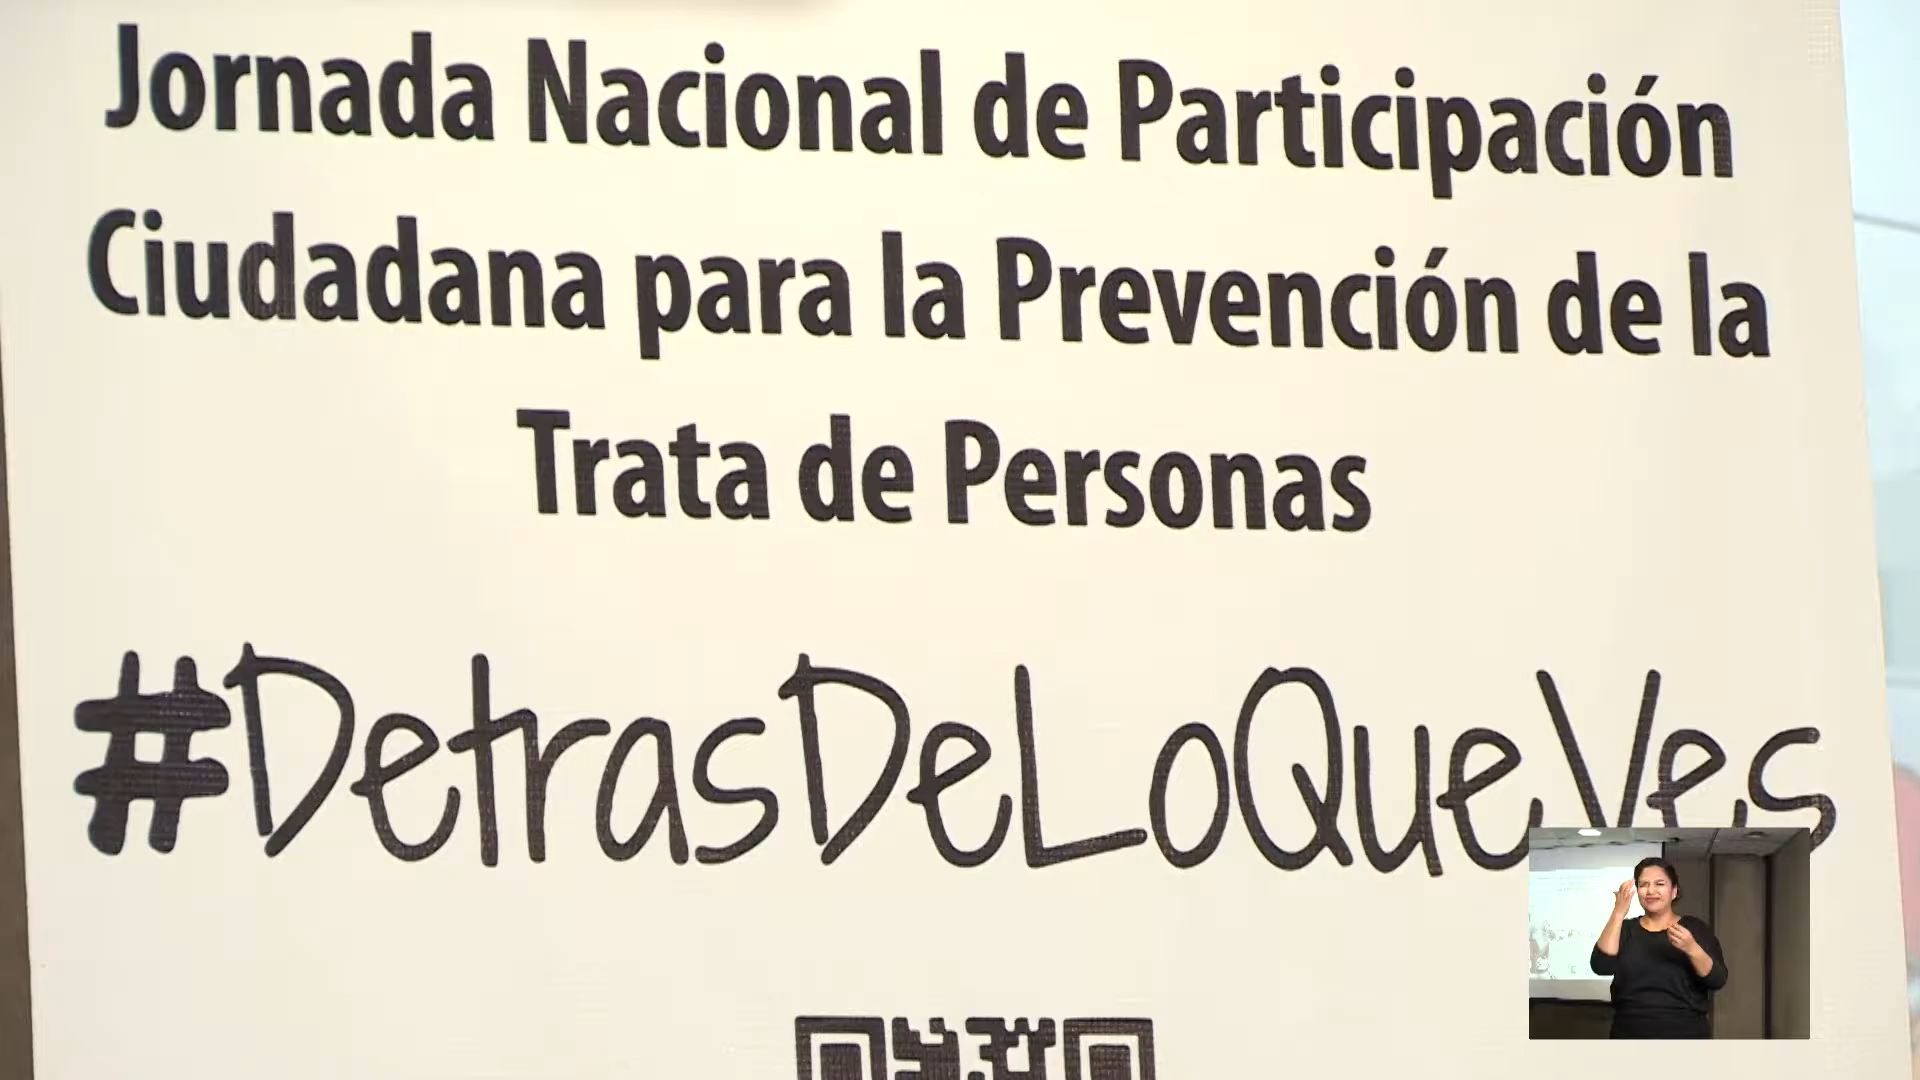 Jornada Nacional de Participación
Ciudadana para la Prevención de la
Trata de Personas
#DetrasDeLoQueVes